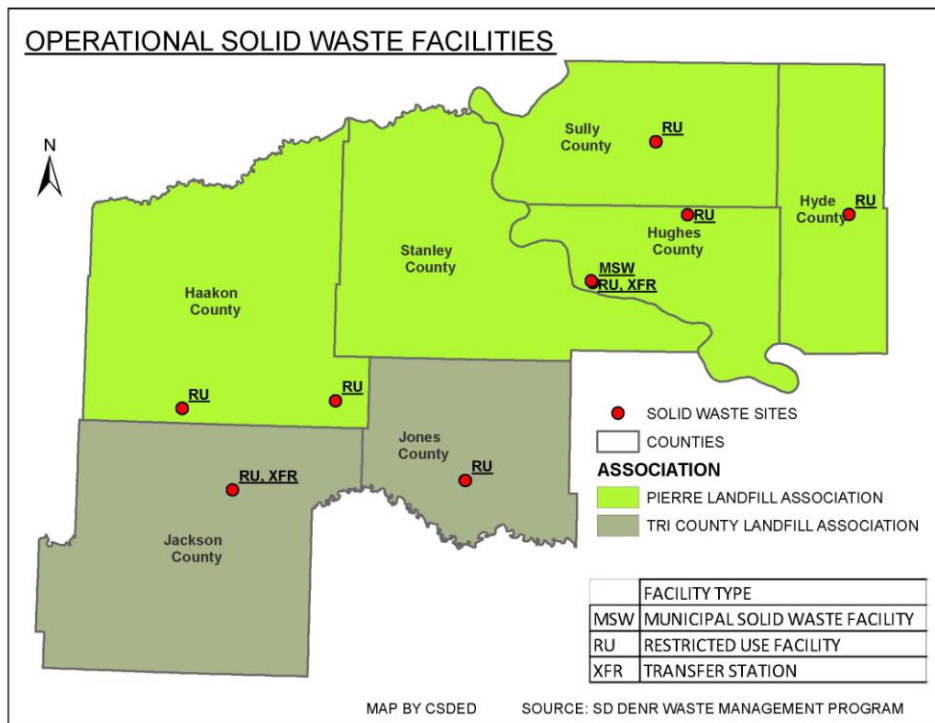 OPERATIONAL SOLID WASTE FACILITIES
N
Sully
County
RU
Hyde
County
RU
RU
Hughes
County
Stanley
County
MSW
RU, XFR
Haakon
County
RU
RU
Jones
County
RU
RU, XFR
Jackson
County
SOLID WASTE SITES
COUNTIES
ASSOCIATION
PIERRE LANDFILL ASSOCIATION
TRI COUNTY LANDFILL ASSOCIATION
FACILITY TYPE
MSW MUNICIPAL SOLID WASTE FACILITY
RU RESTRICTED USE FACILITY
XFR TRANSFER STATION
MAP BY CSDED SOURCE: SD DENR WASTE MANAGEMENT PROGRAM